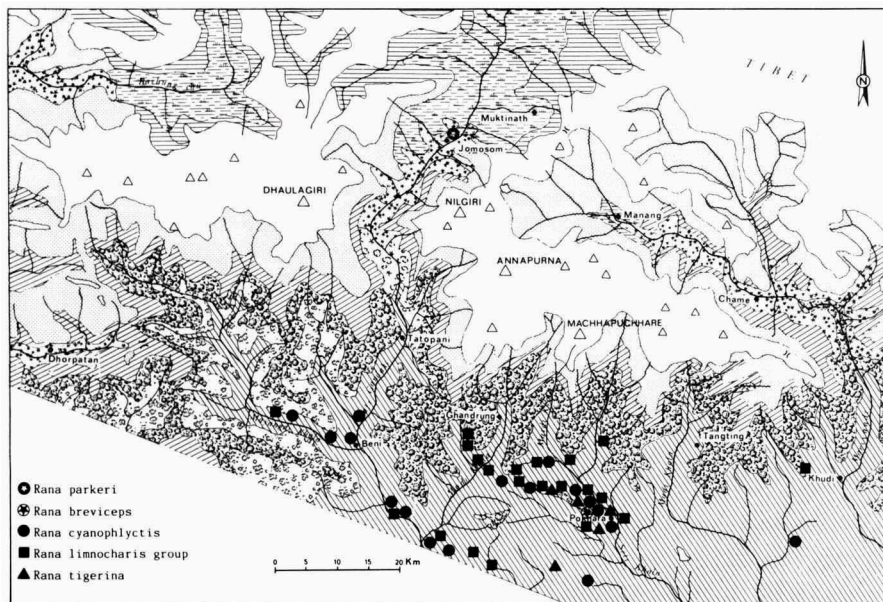 TIBET
N
Muktinath
Jomosom
DHAULAGIRI
NILGIRI
Manang
ANNAPURNA
Chame
MACHHAPUCHHARE
Tatopani
Dhorpatan
Ghandrung
Beni
Tangting
Khudi
Pokhara
Rana parkeri
Rana breviceps
Rana cyanophlyctis
Rana limnocharis group
Rana tigerina
0 5 10 15 20 Km